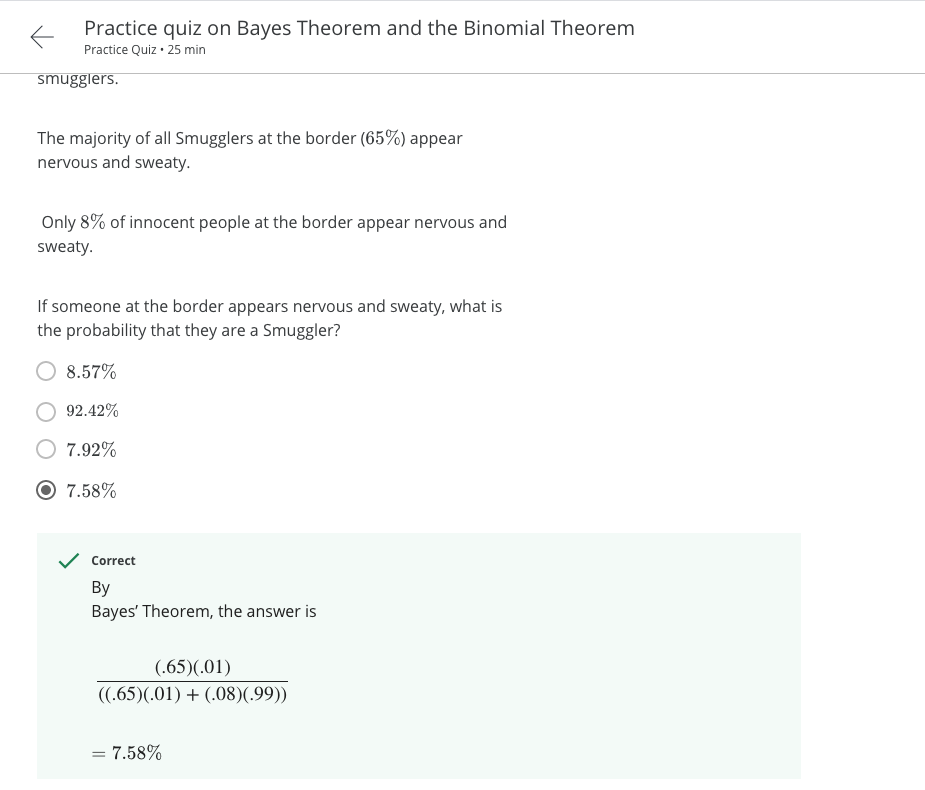 Practice quiz on Bayes Theorem and the Binomial Theorem
Practice Quiz • 25 min
smugglers.
The majority of all Smugglers at the border (65%) appear
nervous and sweaty.
Only 8% of innocent people at the border appear nervous and
sweaty.
If someone at the border appears nervous and sweaty, what is
the probability that they are a Smuggler?
8.57%
92.42%
7.92%
7.58%
Correct
By
Bayes’ Theorem, the answer is
(.65)(.01)
((.65)(.01) + (.08)(.99))
= 7.58%